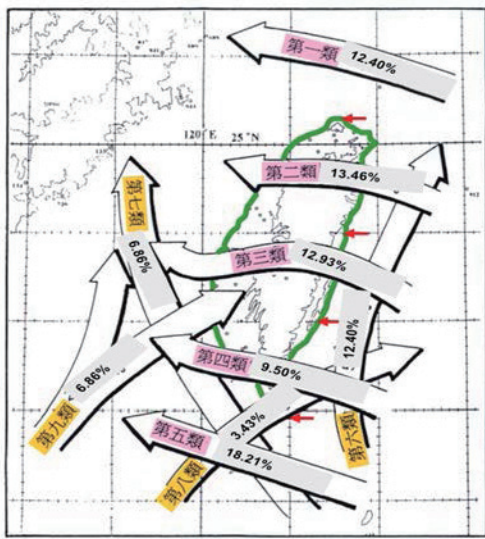 第一類 12.40%
120°E 25°N
第二類 13.46%
第七類 6.86%
第三類 12.93%
12.40%
第四類 9.50%
6.86%
第九類
3.43%
第五類 18.21%
第六類
第八類